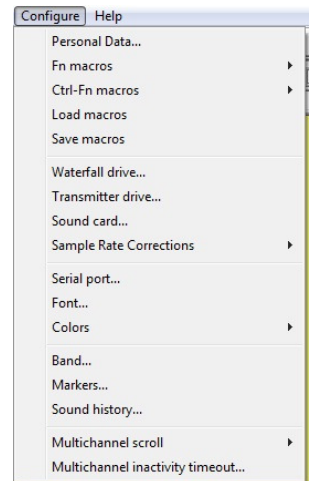 Configure Help
Personal Data...
Fn macros
Ctrl-Fn macros
Load macros
Save macros
Waterfall drive...
Transmitter drive...
Sound card...
Sample Rate Corrections
Serial port...
Font...
Colors
Band...
Markers...
Sound history...
Multichannel scroll
Multichannel inactivity timeout...